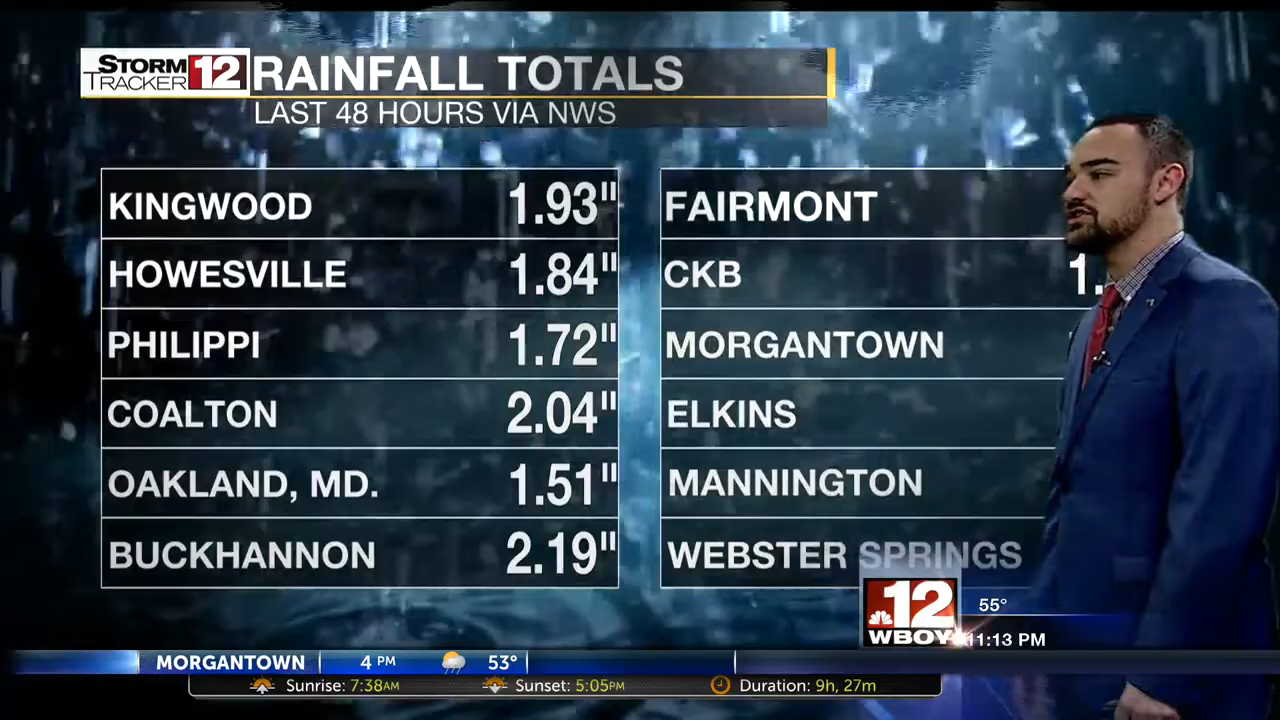 STORM TRACKER 12
RAINFALL TOTALS
LAST 48 HOURS VIA NWS
KINGWOOD 1.93"
HOWESVILLE 1.84"
PHILIPPI 1.72"
COALTON 2.04"
OAKLAND, MD. 1.51"
BUCKHANNON 2.19"
FAIRMONT
CKB 1.
MORGANTOWN
ELKINS
MANNINGTON
WEBSTER SPRINGS
12
WBOY
55°
11:13 PM
MORGANTOWN 4 PM 53°
Sunrise: 7:38AM Sunset: 5:05PM Duration: 9h, 27m